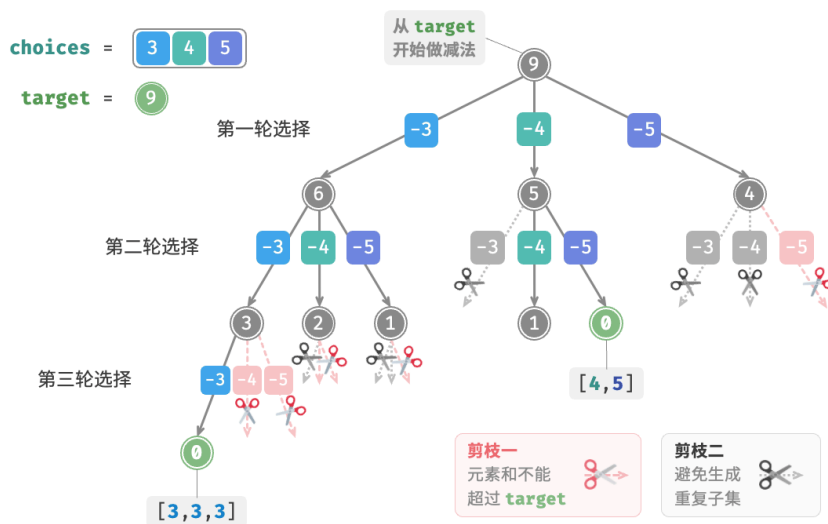 choices = 3 4 5
从 target
开始做减法
9
target = 9
第一轮选择
-3 -4 -5
6 5 4
第二轮选择
-3 -4 -5 -3 -4 -5 -3 -4 -5
3 2 1 1 0
第三轮选择
-3 -4 -5
[4,5]
0
[3,3,3]
剪枝一
元素和不能
超过 target
剪枝二
避免生成
重复子集